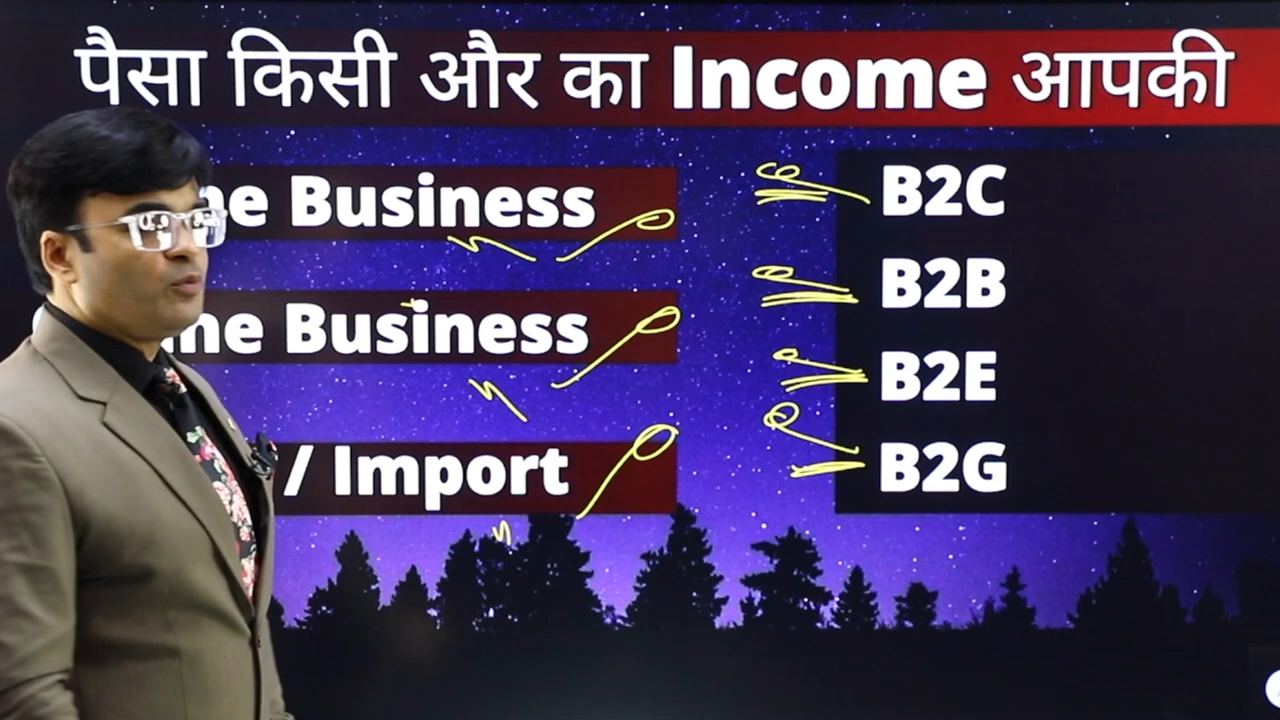 पैसा किसी और का Income आपकी
Business
Business
/ Import
B2C
B2B
B2E
B2G